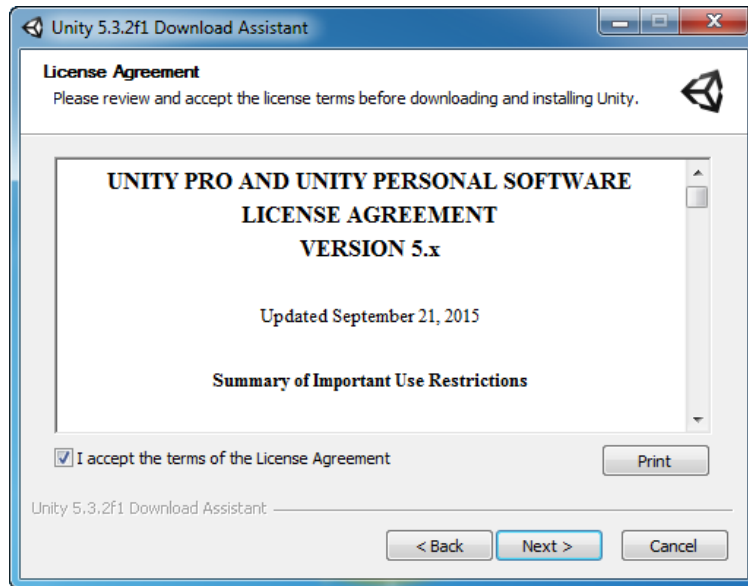 Unity 5.3.2f1 Download Assistant
License Agreement
Please review and accept the license terms before downloading and installing Unity.
UNITY PRO AND UNITY PERSONAL SOFTWARE
LICENSE AGREEMENT
VERSION 5.x
Updated September 21, 2015
Summary of Important Use Restrictions
I accept the terms of the License Agreement
Print
Unity 5.3.2f1 Download Assistant
< Back Next > Cancel